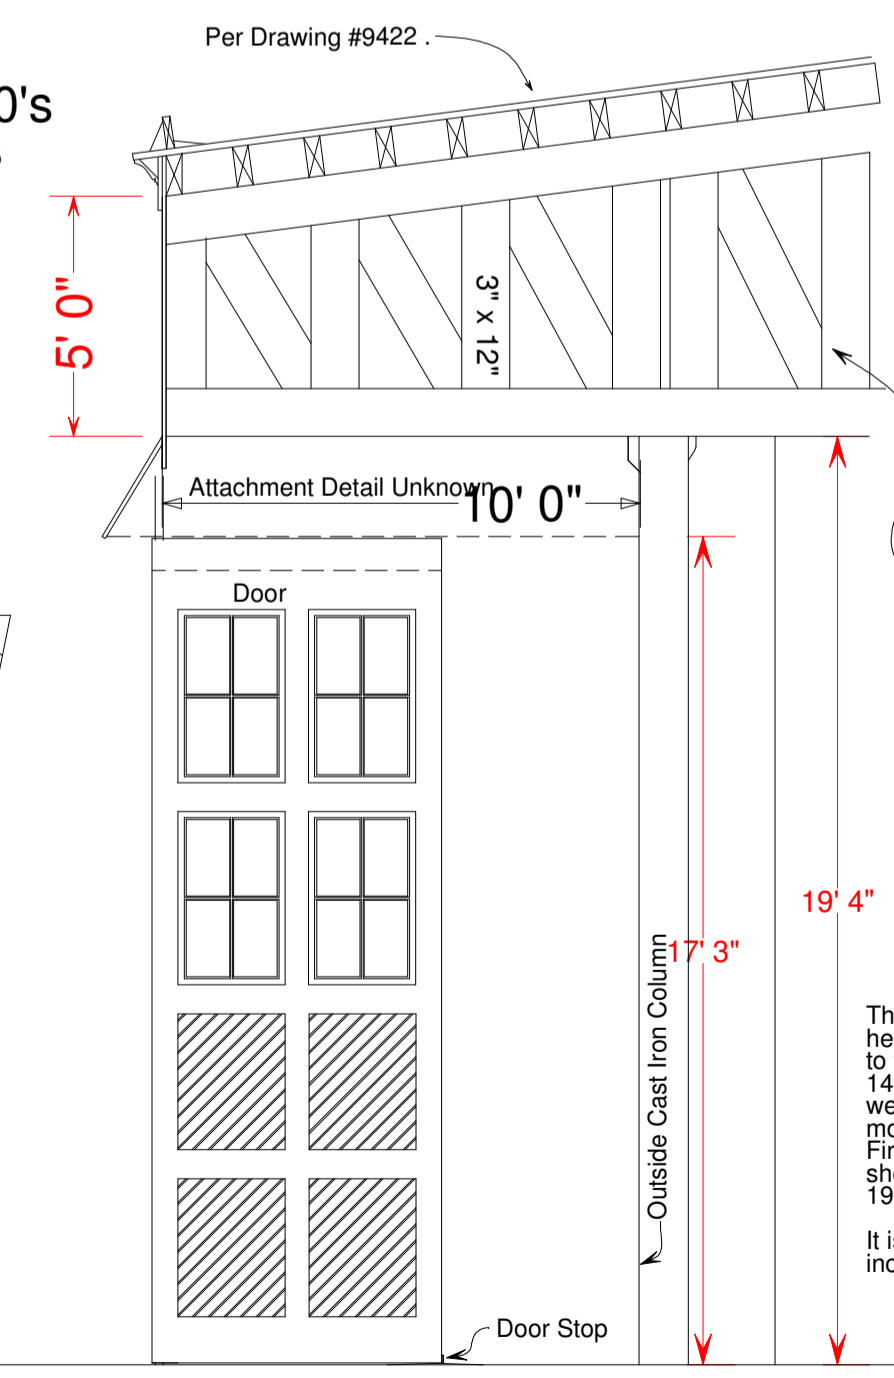 Per Drawing #9422 .
0's
5' 0"
3" x 12"
Attachment Detail Unknown
10' 0"
Door
19' 4"
17' 3"
Outside Cast Iron Column
Th
he
to
14
we
mo
Fir
sh
19
It is
inc
Door Stop